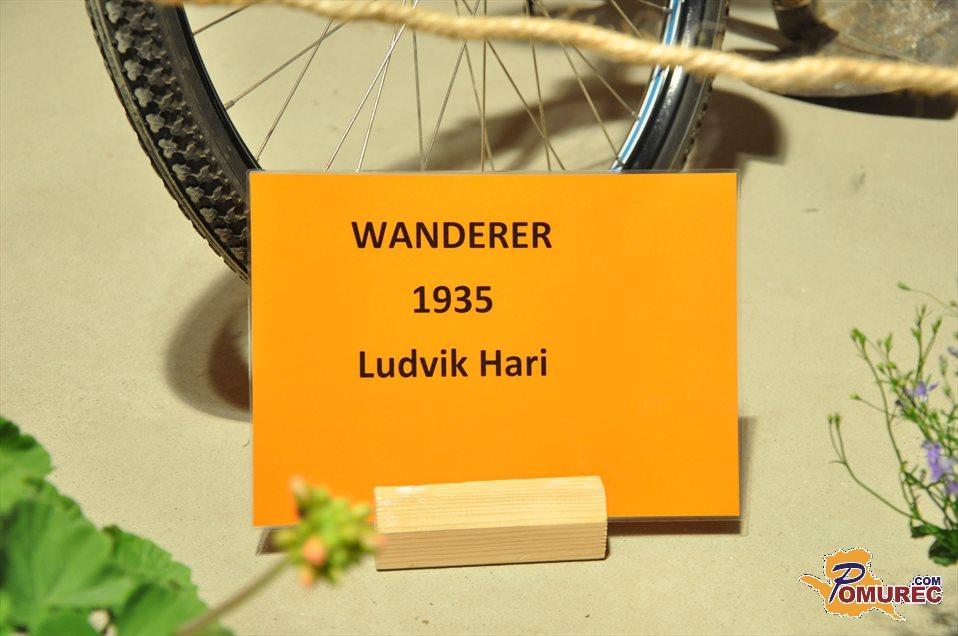 WANDERER
1935
Ludvik Hari
POMUREC.COM